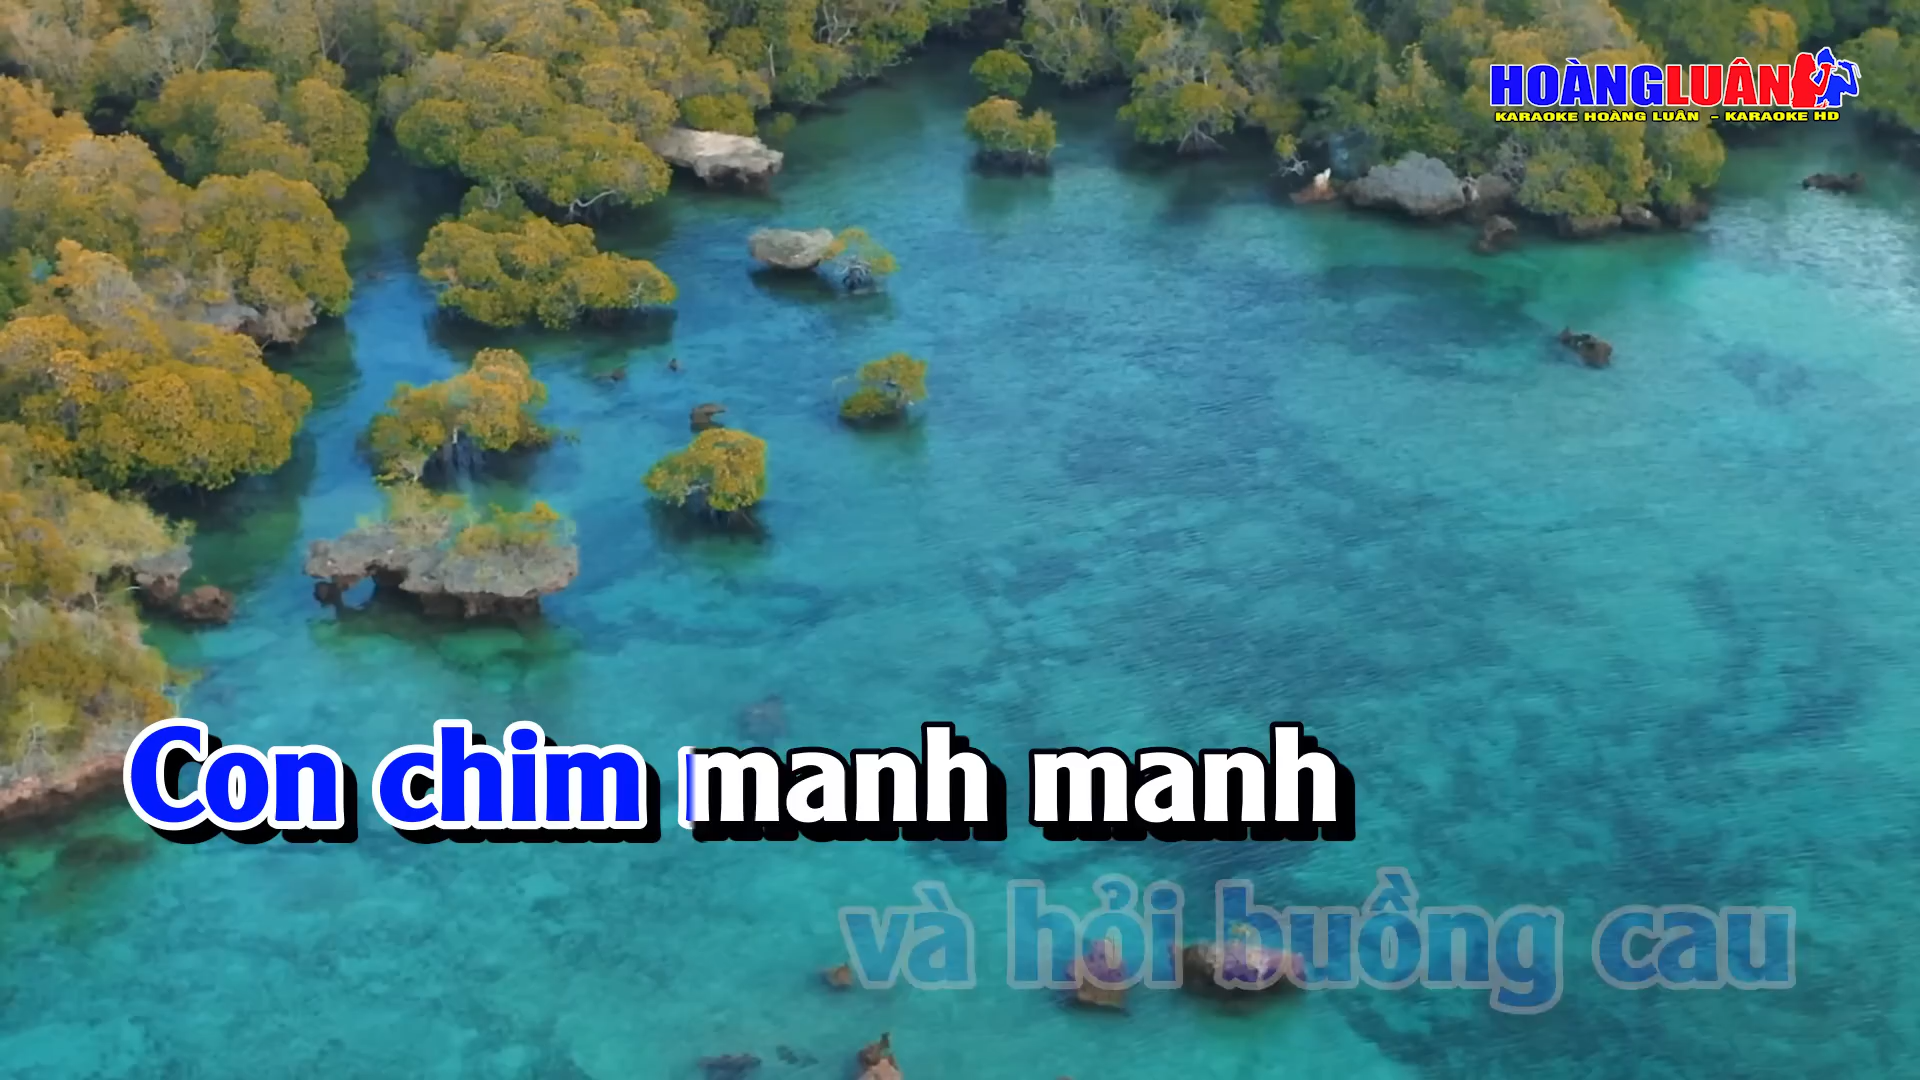 HOÀNGLUÂN
KARAOKE HOÀNG LUÂN - KARAOKE HD
Con chim manh manh
và hỏi buồng cau